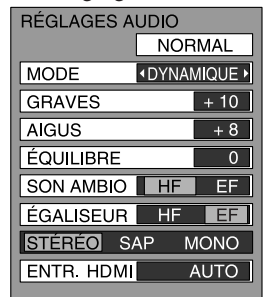 RÉGLAGES AUDIO
NORMAL
MODE DYNAMIQUE
GRAVES + 10
AIGUS + 8
ÉQUILIBRE 0
SON AMBIO HF EF
ÉGALISEUR HF EF
STÉRÉO SAP MONO
ENTR. HDMI AUTO